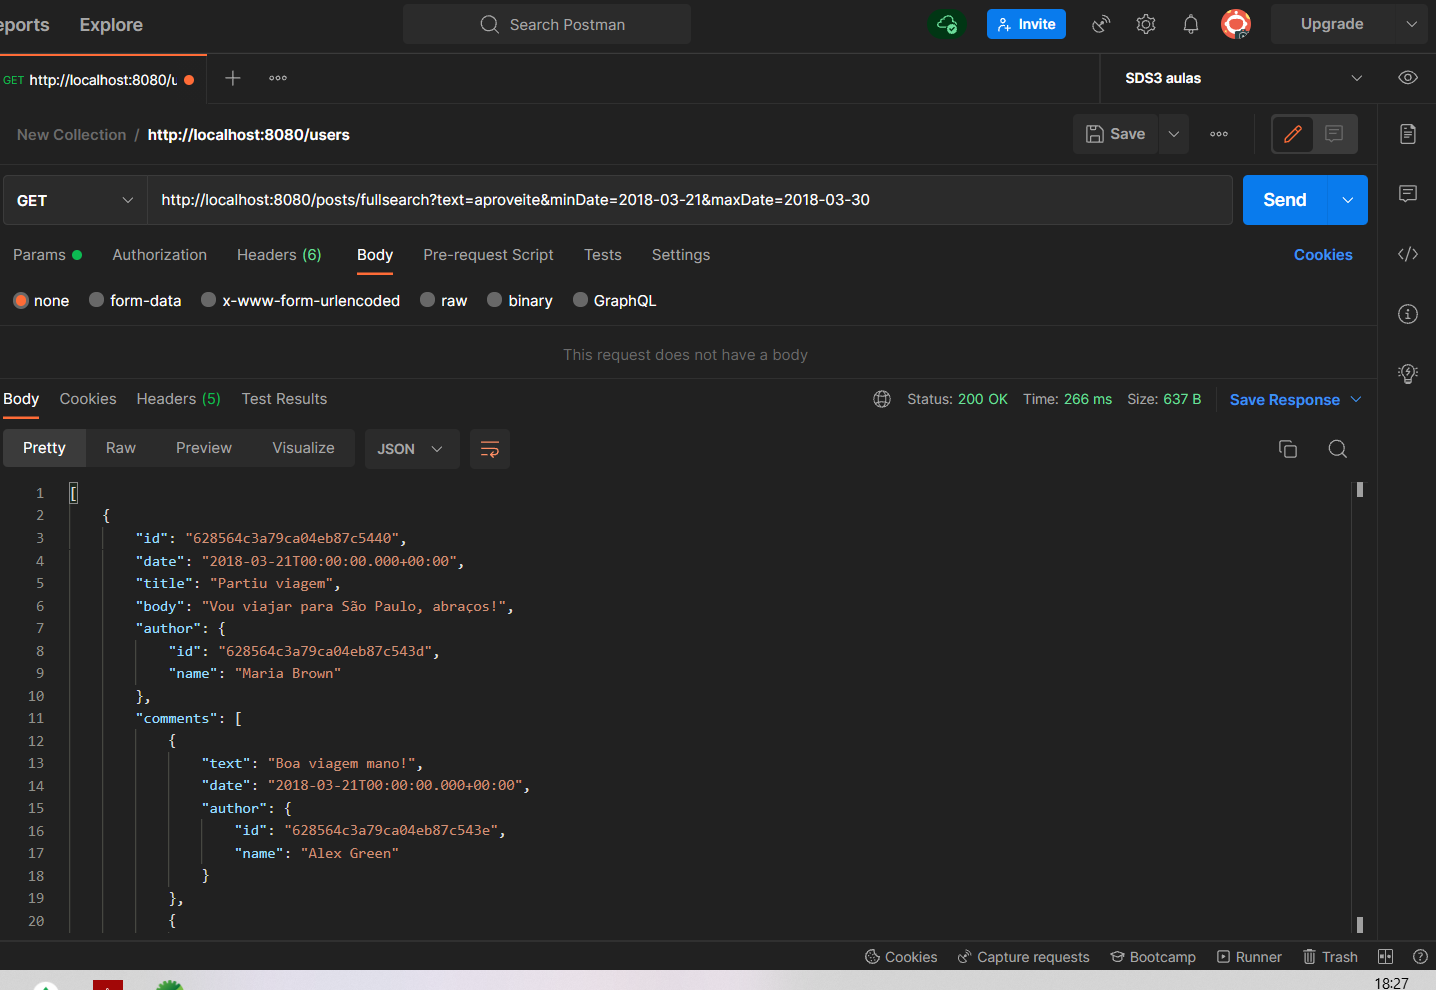 eports Explore Search Postman Invite Upgrade
GET http://localhost:8080/u SDS3 aulas
New Collection / http://localhost:8080/users Save
GET http://localhost:8080/posts/fullsearch?text=aproveite&minDate=2018-03-21&maxDate=2018-03-30 Send
Params Authorization Headers (6) Body Pre-request Script Tests Settings Cookies
none form-data x-www-form-urlencoded raw binary GraphQL
This request does not have a body
Body Cookies Headers (5) Test Results Status: 200 OK Time: 266 ms Size: 637 B Save Response
Pretty Raw Preview Visualize JSON
1 [
2 {
3 "id": "628564c3a79ca04eb87c5440",
4 "date": "2018-03-21T00:00:00.000+00:00",
5 "title": "Partiu viagem",
6 "body": "Vou viajar para São Paulo, abraços!",
7 "author": {
8 "id": "628564c3a79ca04eb87c543d",
9 "name": "Maria Brown"
10 },
11 "comments": [
12 {
13 "text": "Boa viagem mano!",
14 "date": "2018-03-21T00:00:00.000+00:00",
15 "author": {
16 "id": "628564c3a79ca04eb87c543e",
17 "name": "Alex Green"
18 }
19 },
20 {
Cookies Capture requests Bootcamp Runner Trash
18:27